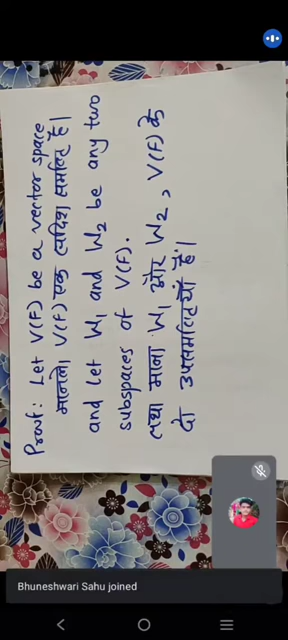 Proof: Let V(F) be a vector space
मानलो V(F) एक सदिश समष्टि है।
and let W1 and W2 be any two
subspaces of V(F).
तथा माना W1 और W2, V(F) के
दो उपसमष्टियाँ हैं।
Bhuneshwari Sahu joined